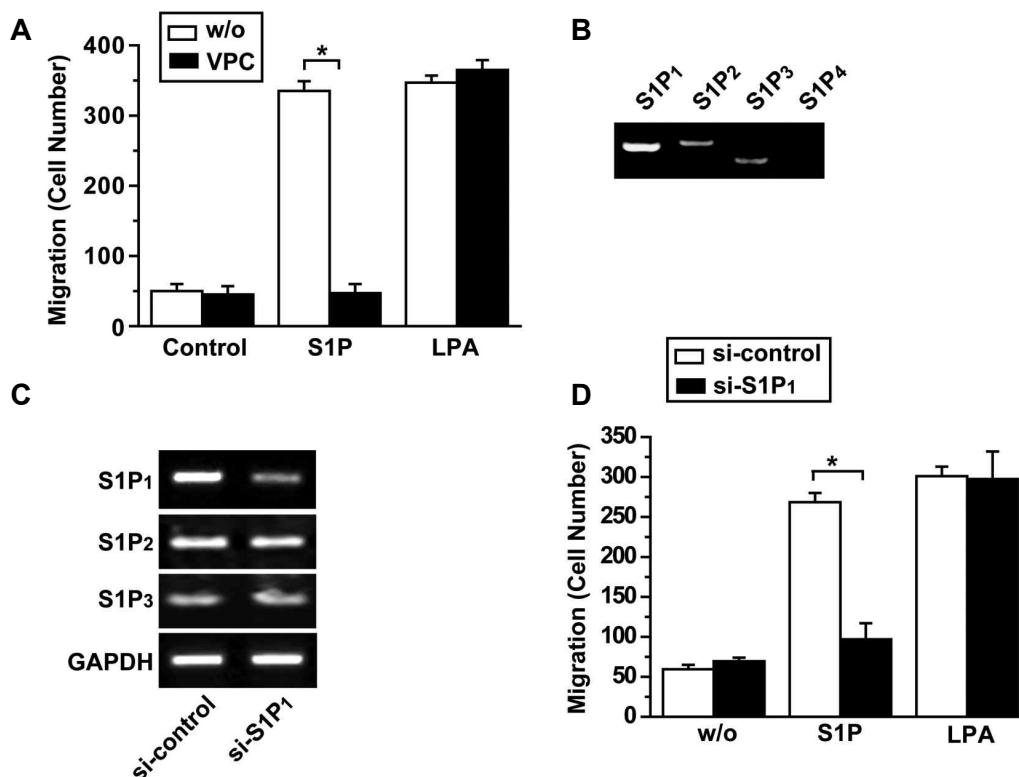 A
w/o
VPC
*
Migration (Cell Number)
400
300
200
100
0
Control
S1P
LPA
B
S1P1
S1P2
S1P3
S1P4
C
S1P1
S1P2
S1P3
GAPDH
si-control
si-S1P1
D
si-control
si-S1P1
*
Migration (Cell Number)
350
300
250
200
150
100
50
0
w/o
S1P
LPA